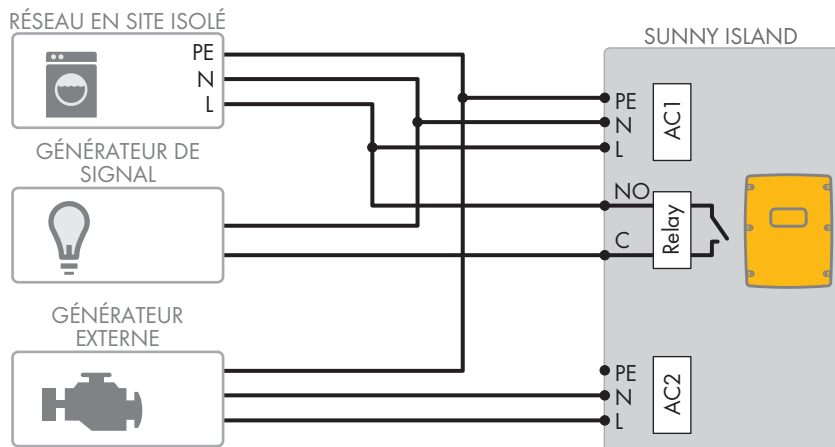 RÉSEAU EN SITE ISOLÉ
PE
N
L
GÉNÉRATEUR DE
SIGNAL
GÉNÉRATEUR
EXTERNE
SUNNY ISLAND
PE
N
L
AC1
NO
C
Relay
PE
N
L
AC2